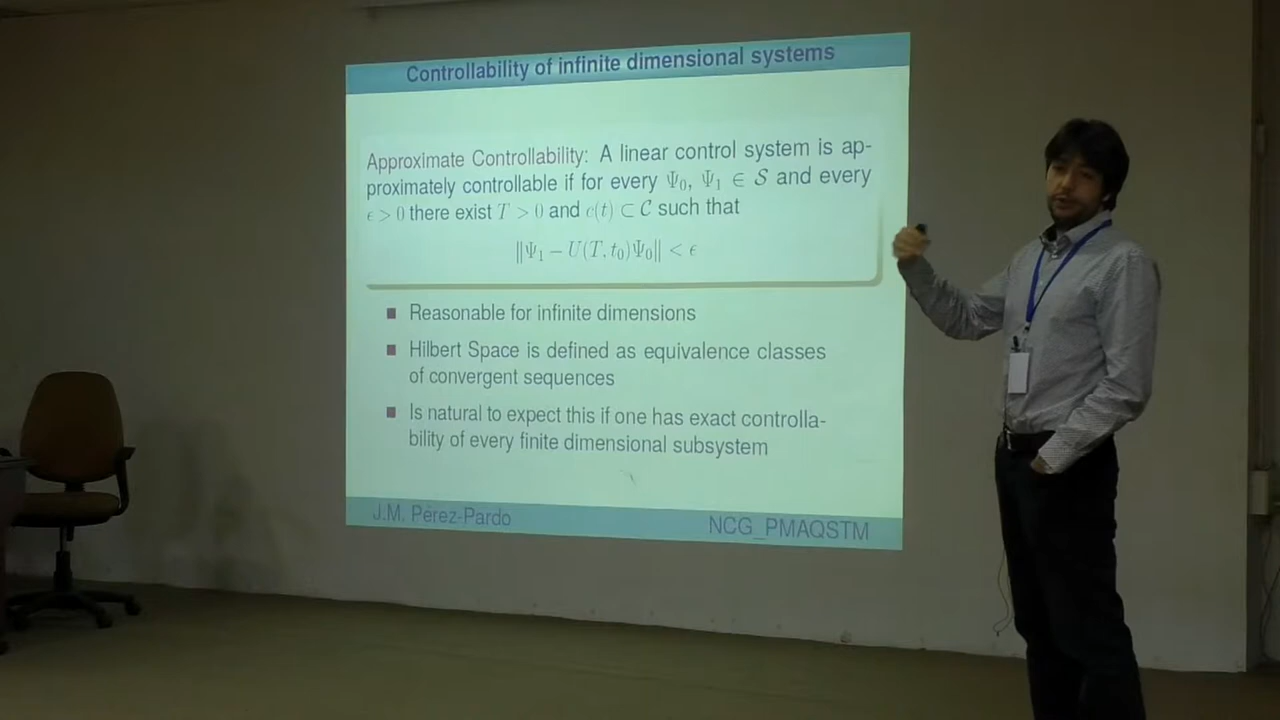 Controllability of infinite dimensional systems
Approximate Controllability: A linear control system is ap-
proximately controllable if for every Ψ₀, Ψ₁ ∈ 𝒮 and every
ϵ > 0 there exist T > 0 and c(t) ⊂ 𝒞 such that
‖Ψ₁ − U(T, t₀)Ψ₀‖ < ϵ
■ Reasonable for infinite dimensions
■ Hilbert Space is defined as equivalence classes
of convergent sequences
■ Is natural to expect this if one has exact controlla-
bility of every finite dimensional subsystem
J.M. Pérez-Pardo NCG_PMAQSTM